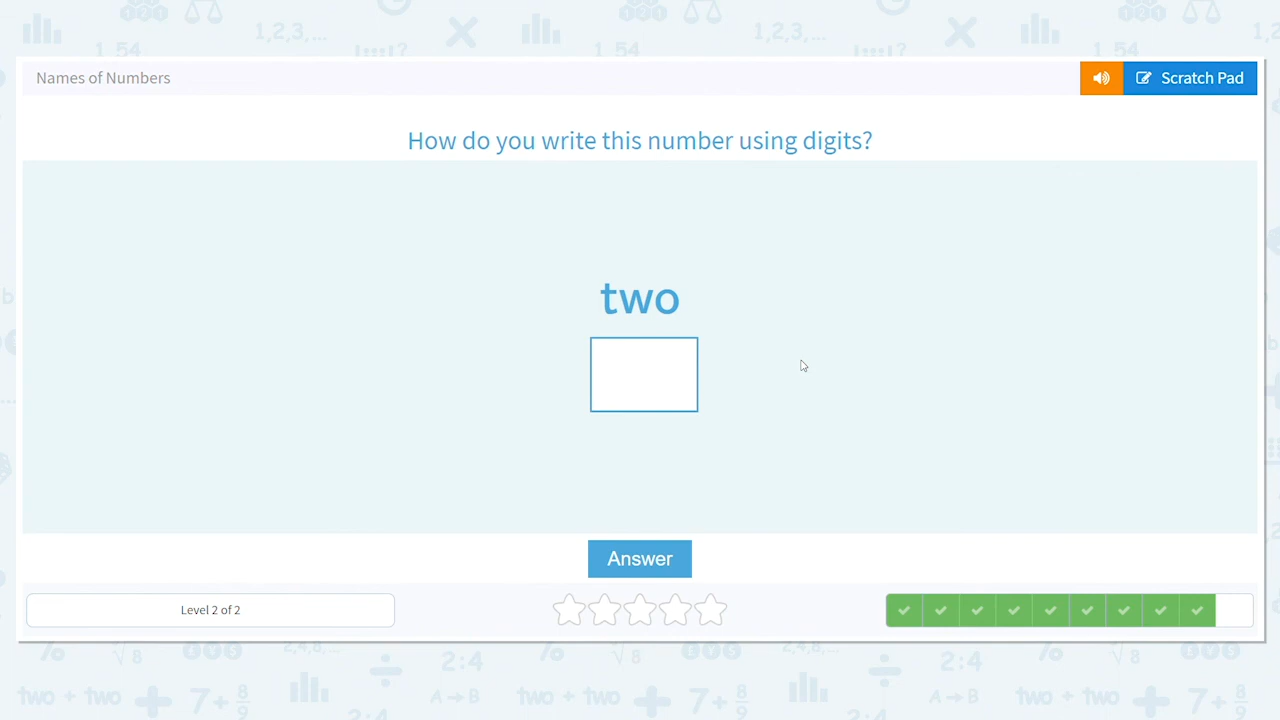 Names of Numbers
Scratch Pad
How do you write this number using digits?
two
Answer
Level 2 of 2